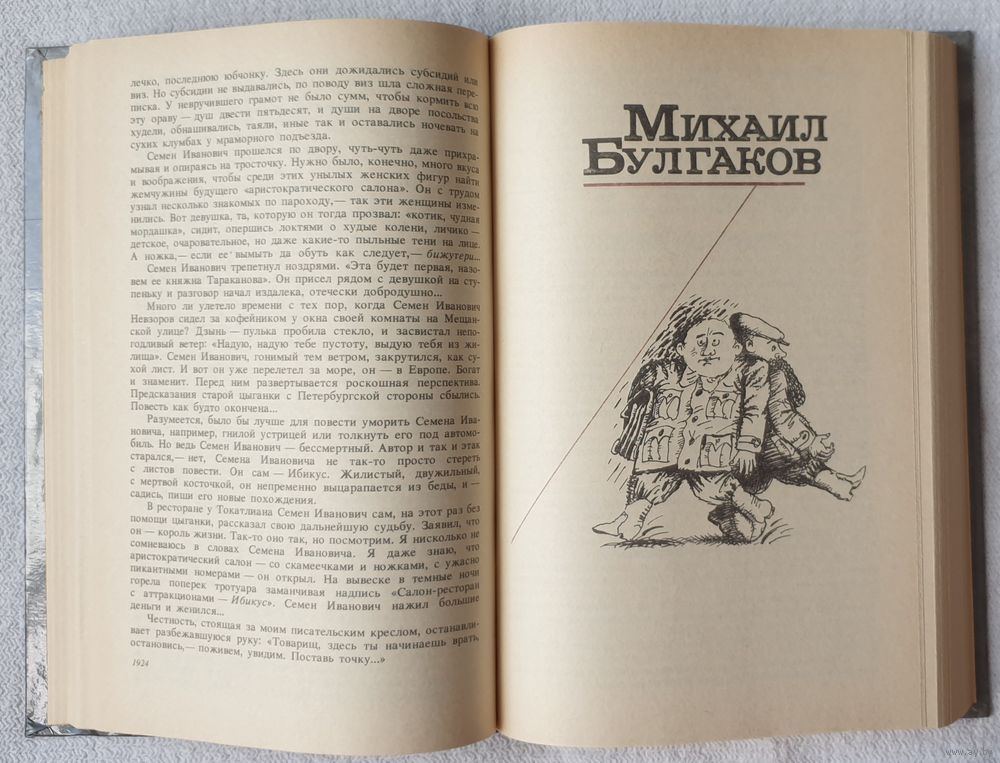 лечко, последнюю юбчонку. Здесь они дожидались субсидий или
виз. Но субсидии не выдавались, по поводу виз шла сложная пере-
писка. У невручившего грамот не было сумм, чтобы кормить всю
эту ораву — душ двести пятьдесят, и души на дворе посольства
худели, обнашивались, таяли, иные так и оставались ночевать на
сухих клумбах у мраморного подъезда.
Семен Иванович прошелся по двору, чуть-чуть даже прихра-
мывая и опираясь на тросточку. Нужно было, конечно, много вкуса
и воображения, чтобы среди этих унылых женских фигур найти
жемчужины будущего «аристократического салона». Он с трудом
узнал несколько знакомых по пароходу,— так эти женщины изме-
нились. Вот девушка, та, которую он тогда прозвал: «котик, чудная
мордашка», сидит, опершись локтями о худые колени, личико —
детское, очаровательное, но даже какие-то пыльные тени на лице.
А ножка,— если ее вымыть да обуть как следует,— бижутери...
Семен Иванович трепетнул ноздрями. «Эта будет первая, назо-
вем ее княжна Тараканова». Он присел рядом с девушкой на сту-
пеньку и разговор начал издалека, отечески добродушно...
Много ли улетело времени с тех пор, когда Семен Иванович
Невзоров сидел за кофейником у окна своей комнаты на Мещан-
ской улице? Дзынь — пулька пробила стекло, и засвистал непо-
годливый ветер: «Надую, надую тебе пустоту, выдую тебя из жи-
лища». Семен Иванович, гонимый тем ветром, закрутился, как су-
хой лист. И вот он уже перелетел за море, он — в Европе. Богат
и знаменит. Перед ним развертывается роскошная перспектива.
Предсказания старой цыганки с Петербургской стороны сбылись.
Повесть как будто окончена...
Разумеется, было бы лучше для повести уморить Семена Ива-
новича, например, гнилой устрицей или толкнуть его под автомо-
биль. Но ведь Семен Иванович — бессмертный. Автор и так и этак
старался,— нет, Семена Ивановича не так-то просто стереть
с листов повести. Он сам — Ибикус. Жилистый, двужильный,
с мертвой косточкой, он непременно выцарапается из беды, и —
садись, пиши его новые похождения.
В ресторане у Токатлиана Семен Иванович сам, на этот раз без
помощи цыганки, рассказал свою дальнейшую судьбу. Заявил, что
он — король жизни. Так-то оно так, но посмотрим. Я нисколько не
сомневаюсь в словах Семена Ивановича. Я даже знаю, что
аристократический салон — со скамеечками и ножками, с ужасно
пикантными номерами — он открыл. На вывеске в темные ночи
горела поперек тротуара заманчивая надпись «Салон-ресторан
с аттракционами — Ибикус». Семен Иванович нажил большие
деньги и женился...
Честность, стоящая за моим писательским креслом, останавли-
вает разбежавшуюся руку: «Товарищ, здесь ты начинаешь врать,
остановись,— поживем, увидим. Поставь точку...»
1924
МИХАИЛ
БУЛГАКОВ
www.ay.by